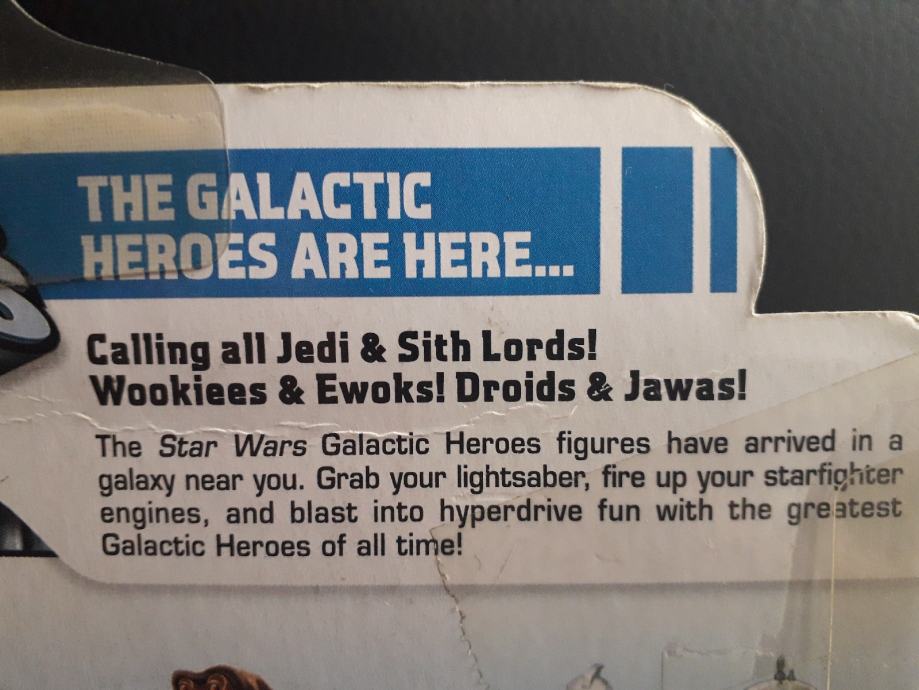 THE GALACTIC
HEROES ARE HERE...
Calling all Jedi & Sith Lords!
Wookiees & Ewoks! Droids & Jawas!
The Star Wars Galactic Heroes figures have arrived in a
galaxy near you. Grab your lightsaber, fire up your starfighter
engines, and blast into hyperdrive fun with the greatest
Galactic Heroes of all time!